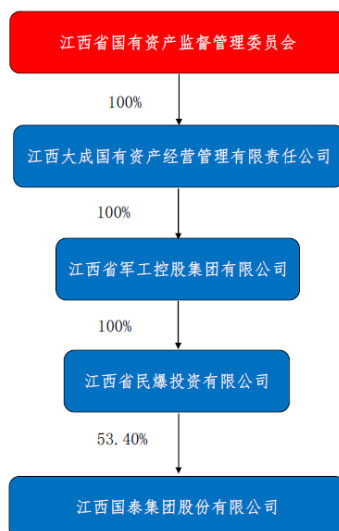 江西省国有资产监督管理委员会
100%
江西大成国有资产经营管理有限责任公司
100%
江西省军工控股集团有限公司
100%
江西省民爆投资有限公司
53.40%
江西国泰集团股份有限公司